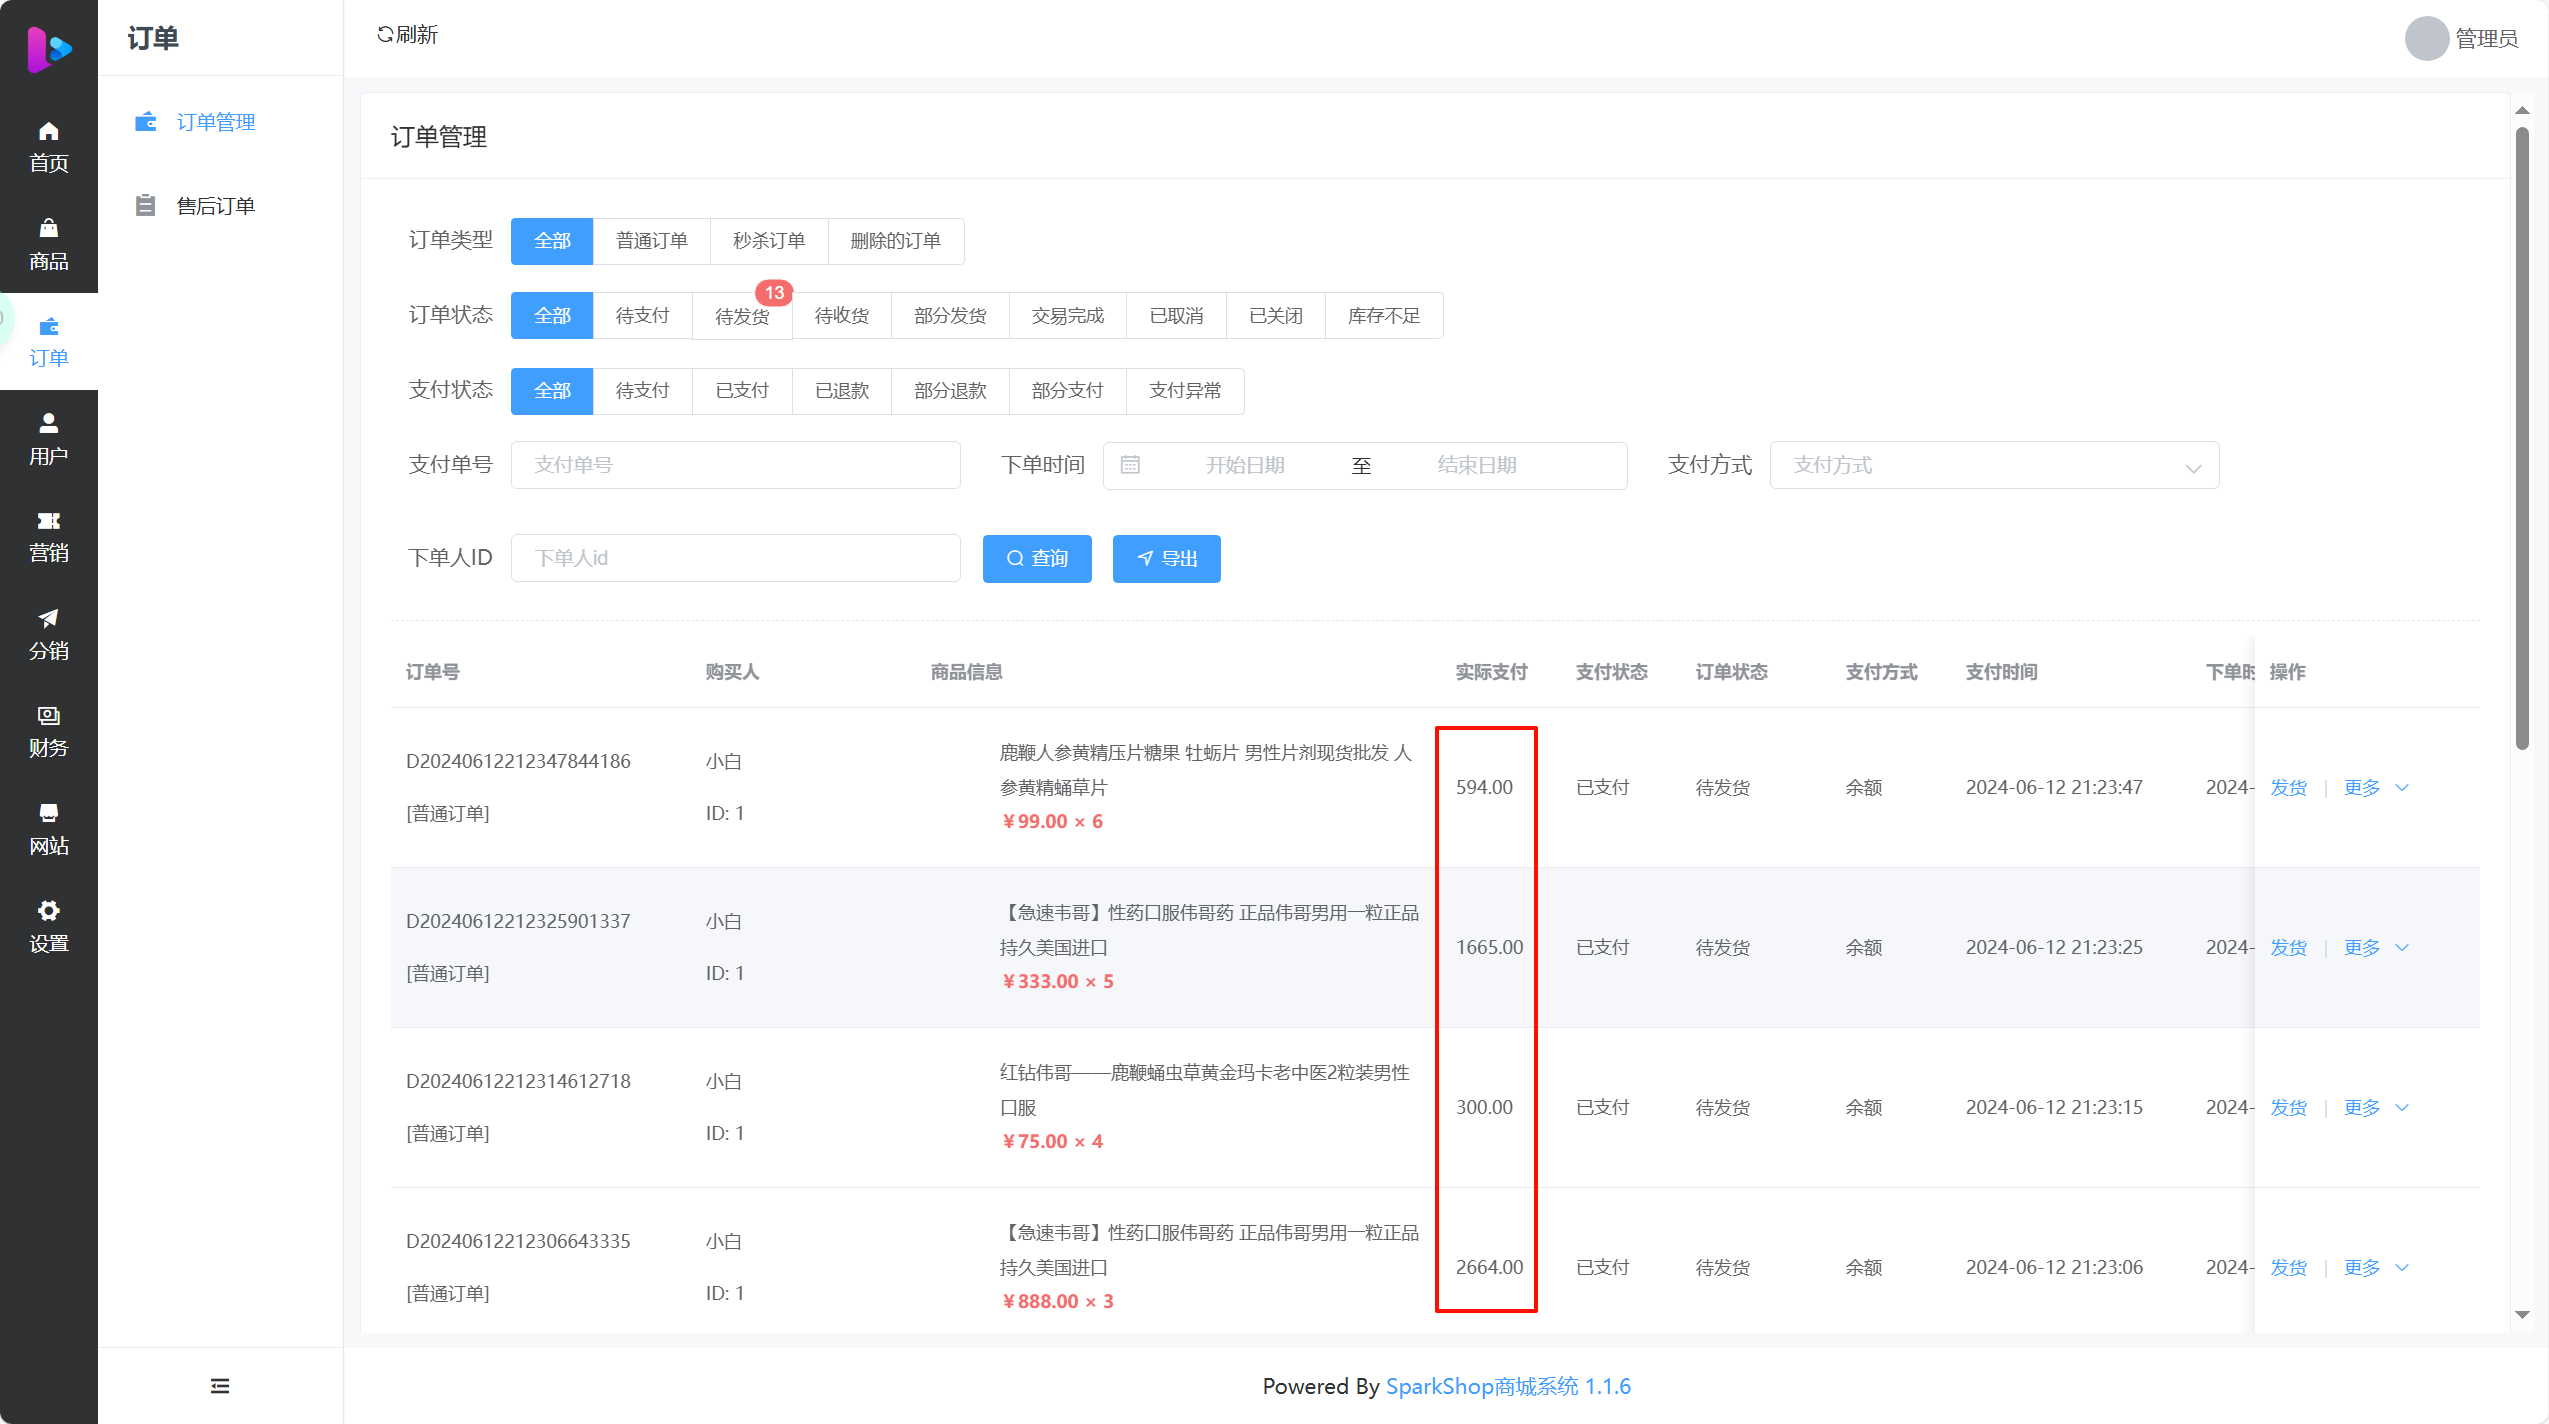 订单
刷新
管理员
首页
商品
订单
用户
营销
分销
财务
网站
设置
订单管理
售后订单
订单管理
订单类型 全部 普通订单 秒杀订单 删除的订单
13
订单状态 全部 待支付 待发货 待收货 部分发货 交易完成 已取消 已关闭 库存不足
支付状态 全部 待支付 已支付 已退款 部分退款 部分支付 支付异常
支付单号 支付单号 下单时间 开始日期 至 结束日期 支付方式 支付方式
下单人ID 下单人id 查询 导出
订单号 购买人 商品信息 实际支付 支付状态 订单状态 支付方式 支付时间 下单时 操作
D20240612212347844186
[普通订单]
小白
ID: 1
鹿鞭人参黄精压片糖果 牡蛎片 男性片剂现货批发 人
参黄精蛹草片
¥99.00 × 6
594.00 已支付 待发货 余额 2024-06-12 21:23:47 2024- 发货 | 更多
D20240612212325901337
[普通订单]
小白
ID: 1
【急速韦哥】性药口服伟哥药 正品伟哥男用一粒正品
持久美国进口
¥333.00 × 5
1665.00 已支付 待发货 余额 2024-06-12 21:23:25 2024- 发货 | 更多
D20240612212314612718
[普通订单]
小白
ID: 1
红钻伟哥——鹿鞭蛹虫草黄金玛卡老中医2粒装男性
口服
¥75.00 × 4
300.00 已支付 待发货 余额 2024-06-12 21:23:15 2024- 发货 | 更多
D20240612212306643335
[普通订单]
小白
ID: 1
【急速韦哥】性药口服伟哥药 正品伟哥男用一粒正品
持久美国进口
¥888.00 × 3
2664.00 已支付 待发货 余额 2024-06-12 21:23:06 2024- 发货 | 更多
Powered By SparkShop商城系统 1.1.6